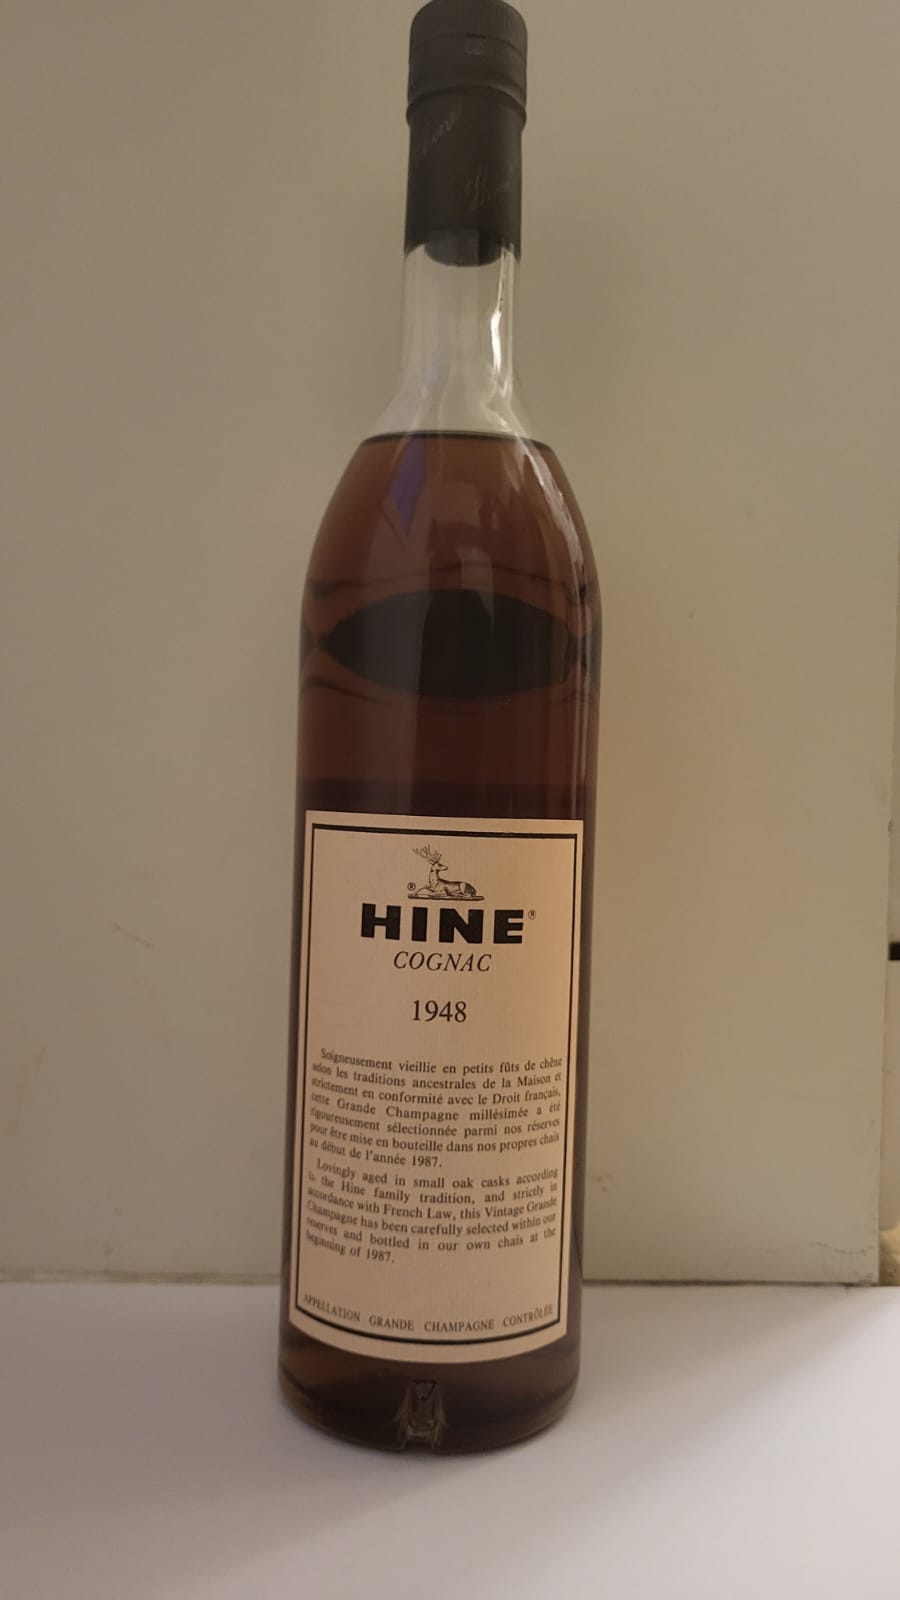 Hine
HINE®
COGNAC
1948
Soigneusement vieillie en petits fûts de chêne
selon les traditions ancestrales de la Maison et
strictement en conformité avec le Droit français,
cette Grande Champagne millésimée a été
rigoureusement sélectionnée parmi nos réserves
pour être mise en bouteille dans nos propres chais
au début de l'année 1987.
Lovingly aged in small oak casks according
to the Hine family tradition, and strictly in
accordance with French Law, this Vintage Grande
Champagne has been carefully selected within our
reserves and bottled in our own chais at the
beginning of 1987.
APPELLATION GRANDE CHAMPAGNE CONTRÔLÉE